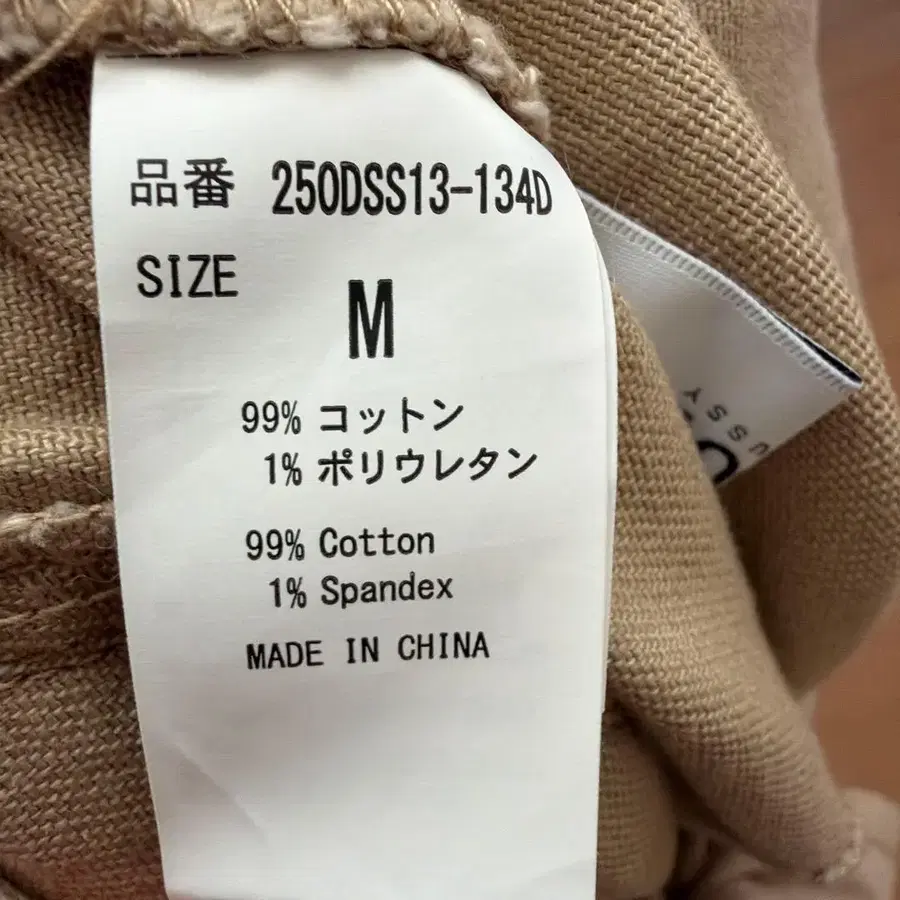 品番 250DSS13-134D
SIZE
M
99% コットン
1% ポリウレタン
99% Cotton
1% Spandex
MADE IN CHINA